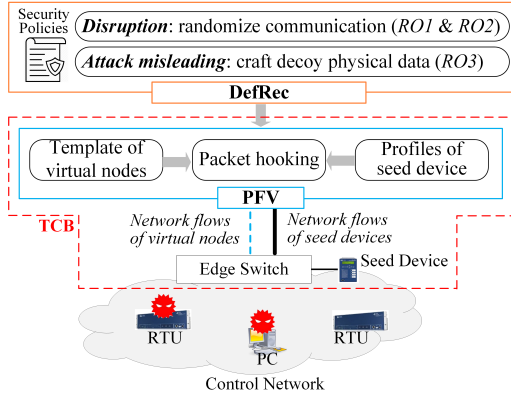 Security
Policies
Disruption: randomize communication (RO1 & RO2)
Attack misleading: craft decoy physical data (RO3)
DefRec
Template of
virtual nodes
Packet hooking
Profiles of
seed device
PFV
TCB
Network flows
of virtual nodes
Network flows
of seed devices
Edge Switch
Seed Device
RTU
PC
RTU
Control Network